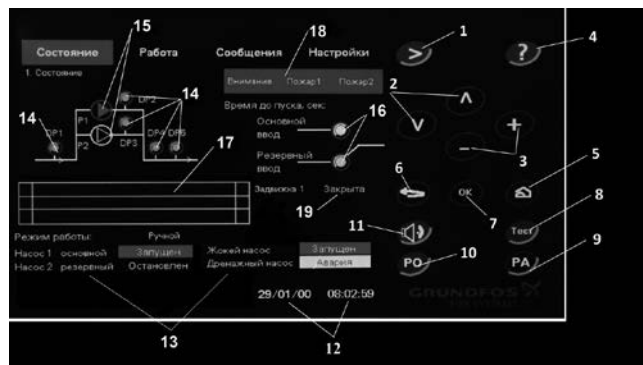 15
18
1
4
Состояние Работа Сообщения Настройки
> ?
1. Состояние
Внимание Пожар1 Пожар2
2
14 DP2 14
Время до пуска, сек:
16
Λ
DP1 P1
Основной ввод
V +
P2 DP3 DP4 DP5
−
3
17
Резервный ввод
6
5
Задвижка 1 Закрыта
OK
19
7
8
11
Тест
9
Режим работы: Ручной
Насос 1 основной Запущен
Жокей насос Запущен
Насос 2 резервный Остановлен
Дренажный насос Авария
РО 10 РА
GRUNDFOS
29/01/00 08:02:59
13
12